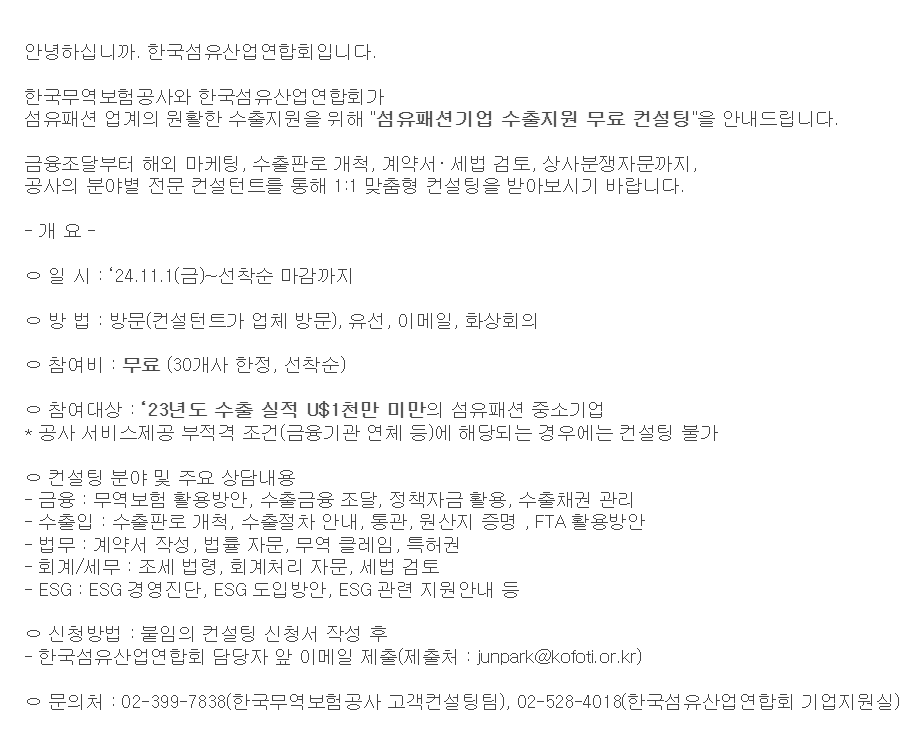 안녕하십니까. 한국섬유산업연합회입니다.
한국무역보험공사와 한국섬유산업연합회가
섬유패션 업계의 원활한 수출지원을 위해 "섬유패션기업 수출지원 무료 컨설팅"을 안내드립니다.
금융조달부터 해외 마케팅, 수출판로 개척, 계약서· 세법 검토, 상사분쟁자문까지,
공사의 분야별 전문 컨설턴트를 통해 1:1 맞춤형 컨설팅을 받아보시기 바랍니다.
- 개 요 -
ㅇ 일 시 : ‘24.11.1(금)~선착순 마감까지
ㅇ 방 법 : 방문(컨설턴트가 업체 방문), 유선, 이메일, 화상회의
ㅇ 참여비 : 무료 (30개사 한정, 선착순)
ㅇ 참여대상 : ‘23년도 수출 실적 U$1천만 미만의 섬유패션 중소기업
* 공사 서비스제공 부적격 조건(금융기관 연체 등)에 해당되는 경우에는 컨설팅 불가
ㅇ 컨설팅 분야 및 주요 상담내용
- 금융 : 무역보험 활용방안, 수출금융 조달, 정책자금 활용, 수출채권 관리
- 수출입 : 수출판로 개척, 수출절차 안내, 통관, 원산지 증명 , FTA 활용방안
- 법무 : 계약서 작성, 법률 자문, 무역 클레임, 특허권
- 회계/세무 : 조세 법령, 회계처리 자문, 세법 검토
- ESG : ESG 경영진단, ESG 도입방안, ESG 관련 지원안내 등
ㅇ 신청방법 : 붙임의 컨설팅 신청서 작성 후
- 한국섬유산업연합회 담당자 앞 이메일 제출(제출처 : junpark@kofoti.or.kr)
ㅇ 문의처 : 02-399-7838(한국무역보험공사 고객컨설팅팀), 02-528-4018(한국섬유산업연합회 기업지원실)